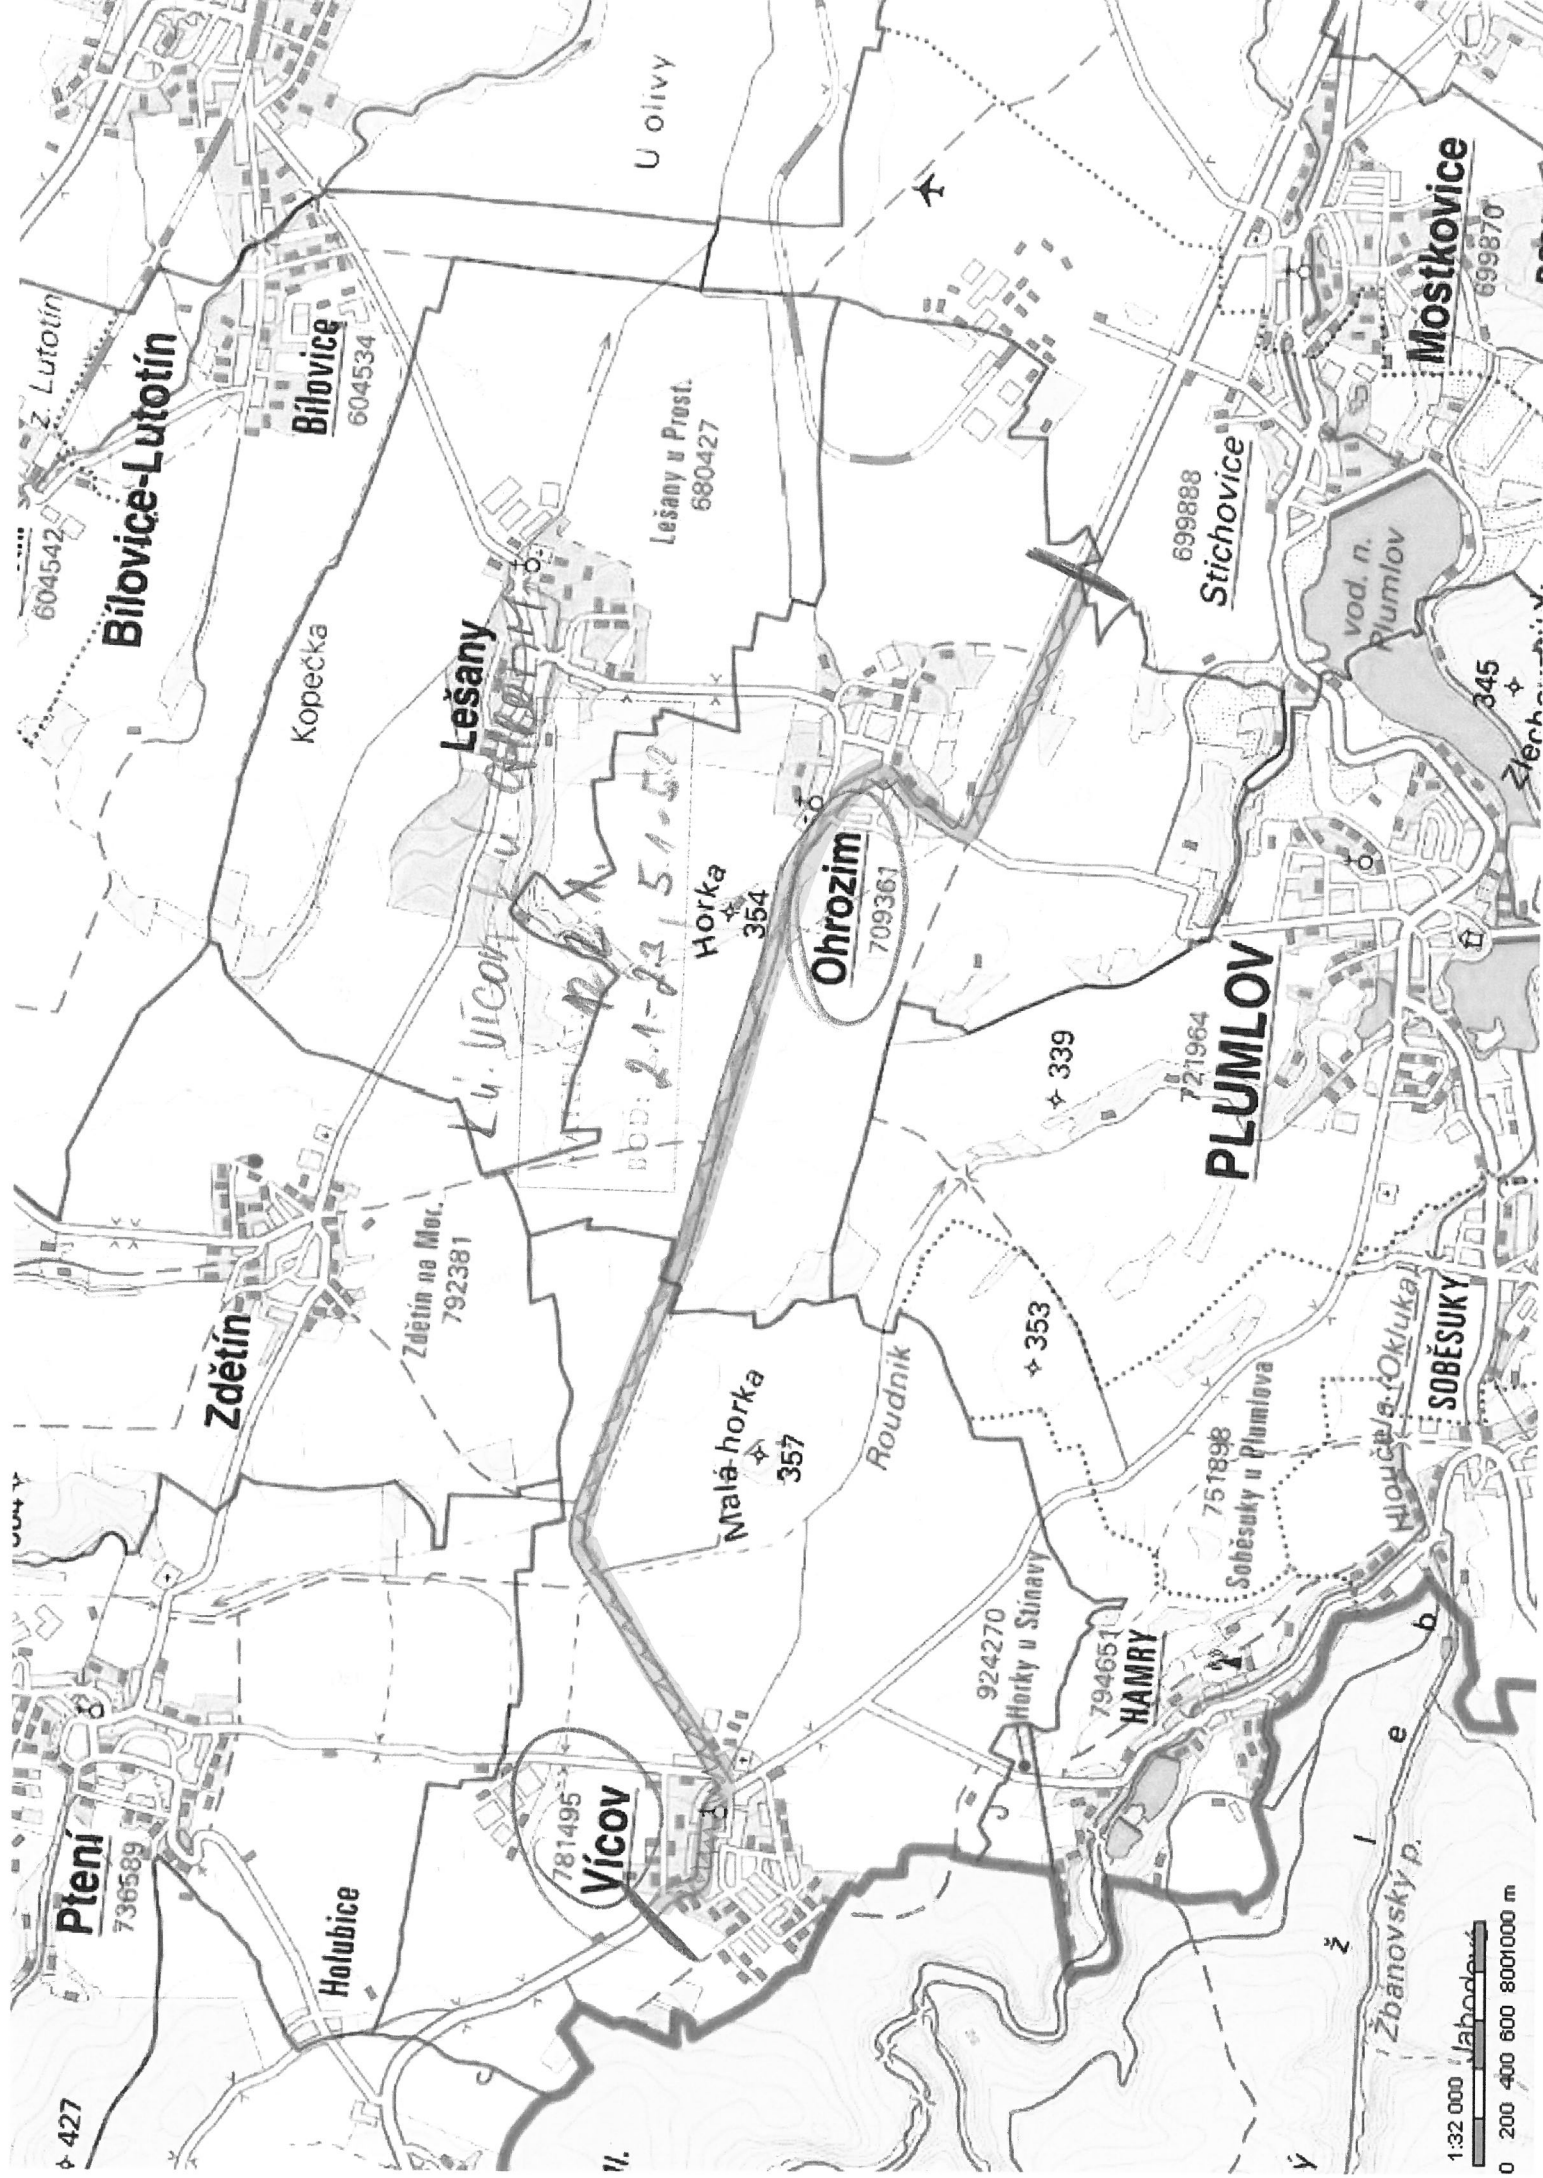 427
Ptení
736589
Holubice
Vícov
781495
Zdětín
Zdětín na Mor.
792381
Bílovice-Lutotín
604542
z. Lutotín
Bílovice
604534
Kopečka
Lešany
Lešany u Prost.
680427
U olivy
Horka
354
Ohrozim
709361
Malá horka
357
Roudník
339
353
PLUMLOV
721964
Stichovice
699888
Mostkovice
699870
vod. n.
Plumlov
345
SOBĚSUKY
Soběsuky u Plumlova
751898
Horky u Stínavy
924270
HAMRY
794651
Žbánovský p.
1:32 000
0 200 400 600 800 1000 m